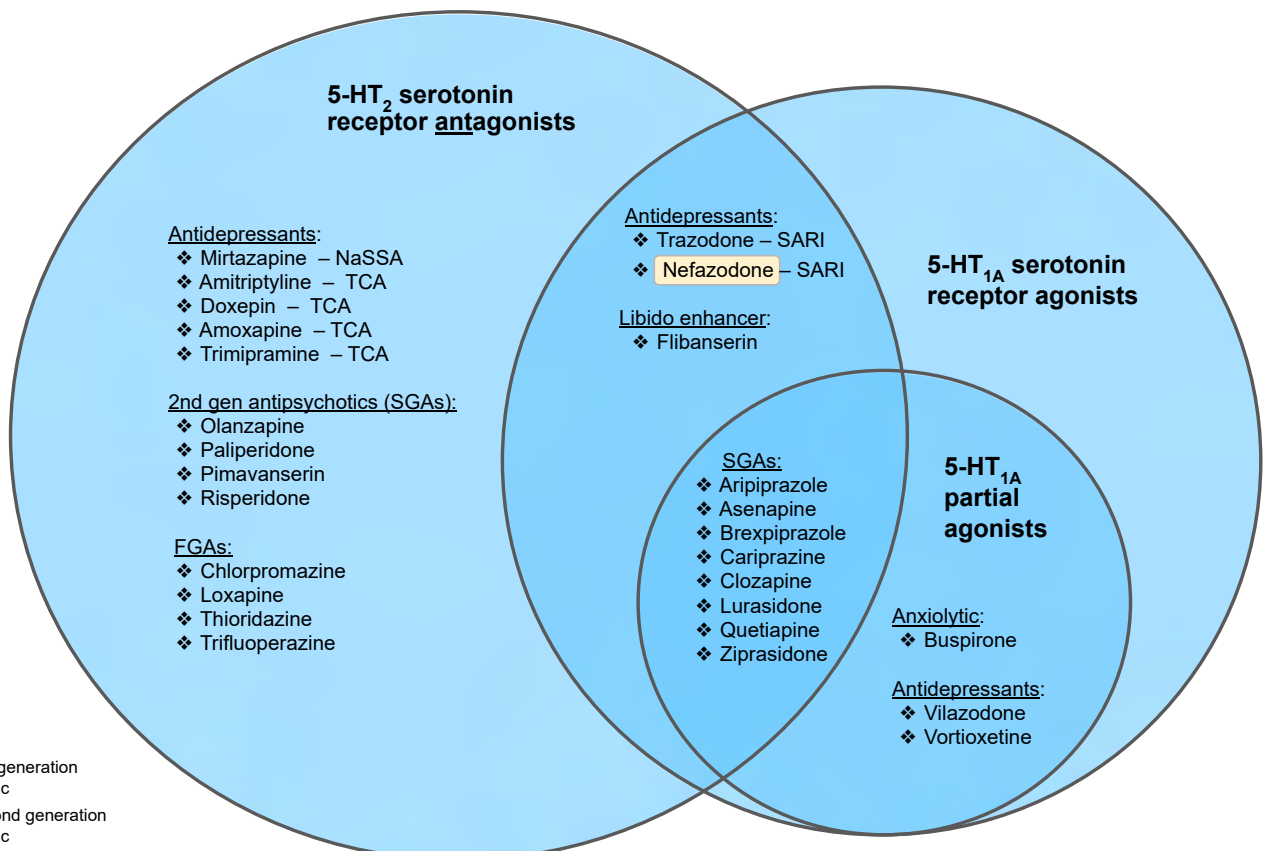 5-HT2 serotonin
receptor antagonists
Antidepressants:
❖ Mirtazapine – NaSSA
❖ Amitriptyline – TCA
❖ Doxepin – TCA
❖ Amoxapine – TCA
❖ Trimipramine – TCA
2nd gen antipsychotics (SGAs):
❖ Olanzapine
❖ Paliperidone
❖ Pimavanserin
❖ Risperidone
FGAs:
❖ Chlorpromazine
❖ Loxapine
❖ Thioridazine
❖ Trifluoperazine
Antidepressants:
❖ Trazodone – SARI
❖ Nefazodone – SARI
Libido enhancer:
❖ Flibanserin
SGAs:
❖ Aripiprazole
❖ Asenapine
❖ Brexpiprazole
❖ Cariprazine
❖ Clozapine
❖ Lurasidone
❖ Quetiapine
❖ Ziprasidone
5-HT1A serotonin
receptor agonists
5-HT1A
partial
agonists
Anxiolytic:
❖ Buspirone
Antidepressants:
❖ Vilazodone
❖ Vortioxetine
generation
c
ond generation
c